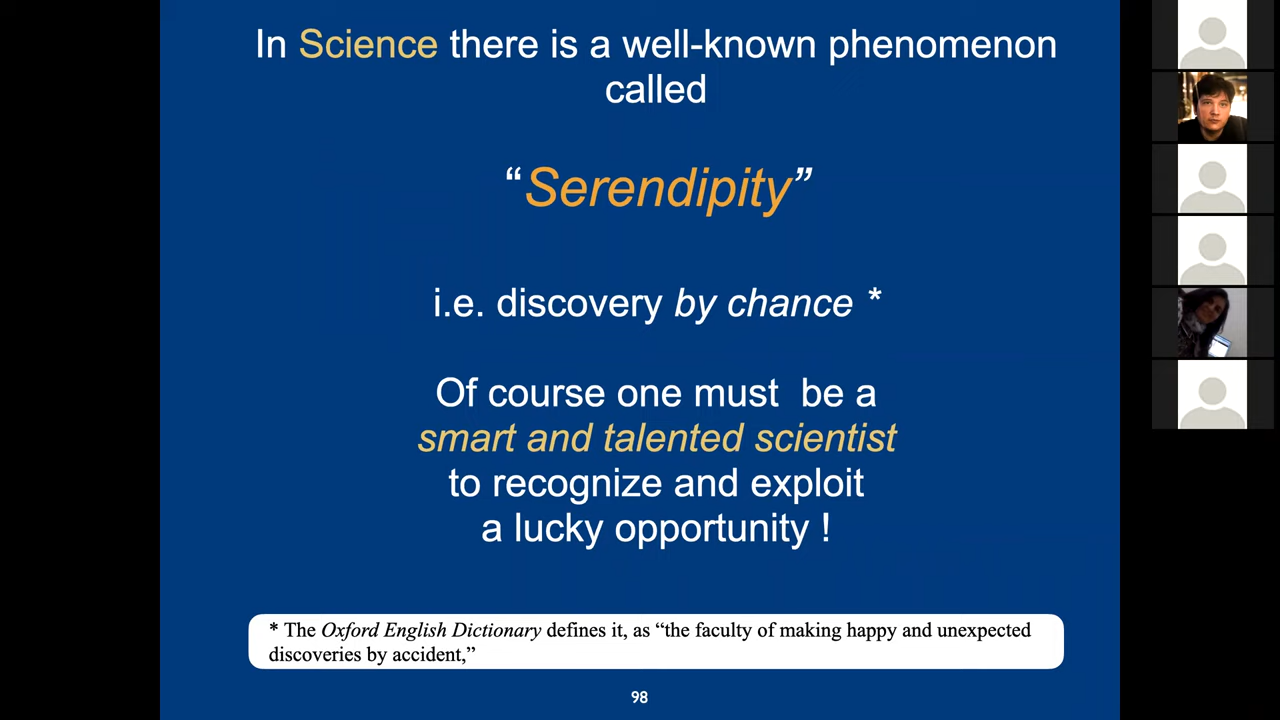 In Science there is a well-known phenomenon
called
“Serendipity”
i.e. discovery by chance *
Of course one must be a
smart and talented scientist
to recognize and exploit
a lucky opportunity !
* The Oxford English Dictionary defines it, as “the faculty of making happy and unexpected
discoveries by accident,”
98